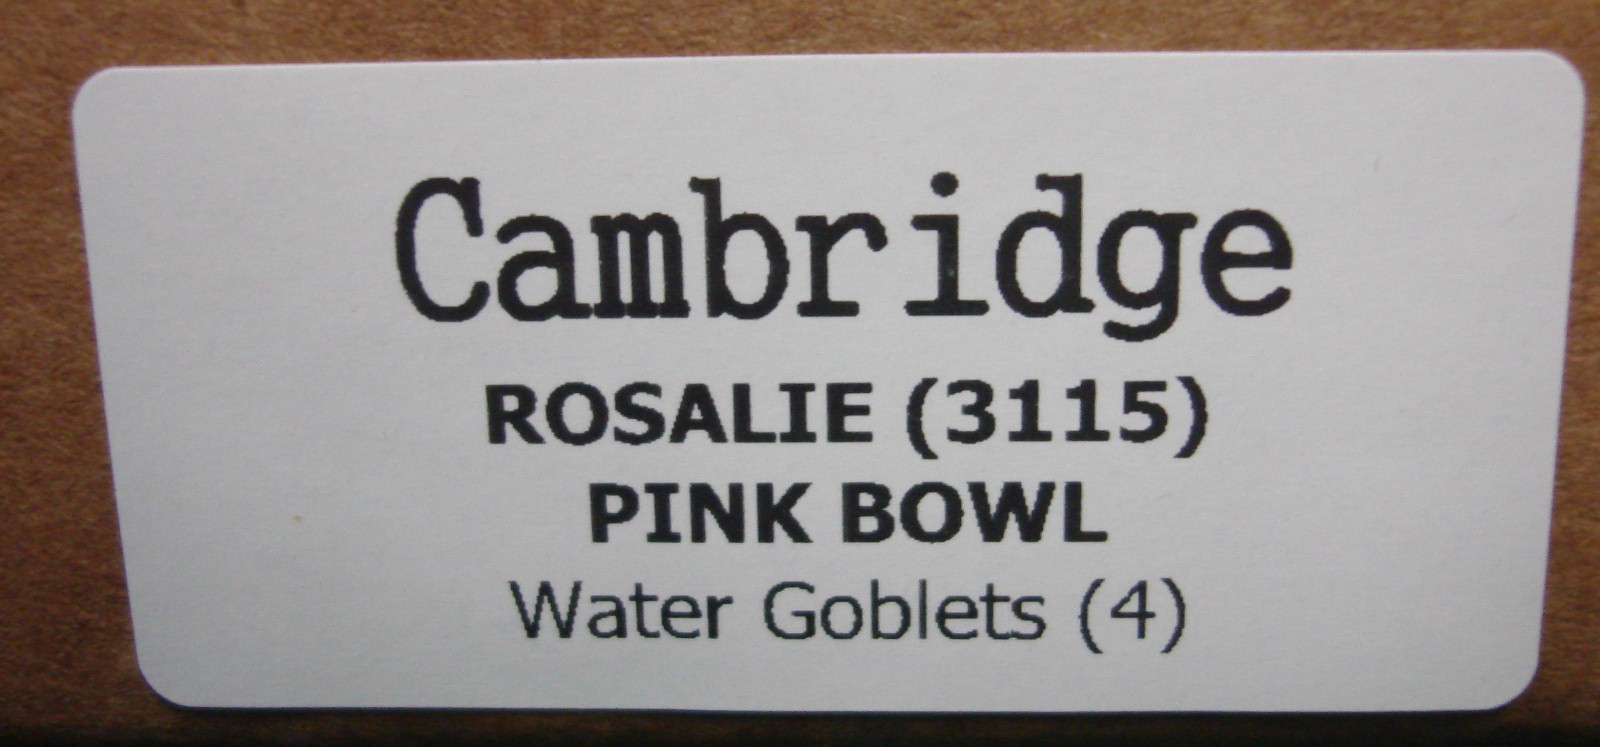 Cambridge
ROSALIE (3115)
PINK BOWL
Water Goblets (4)